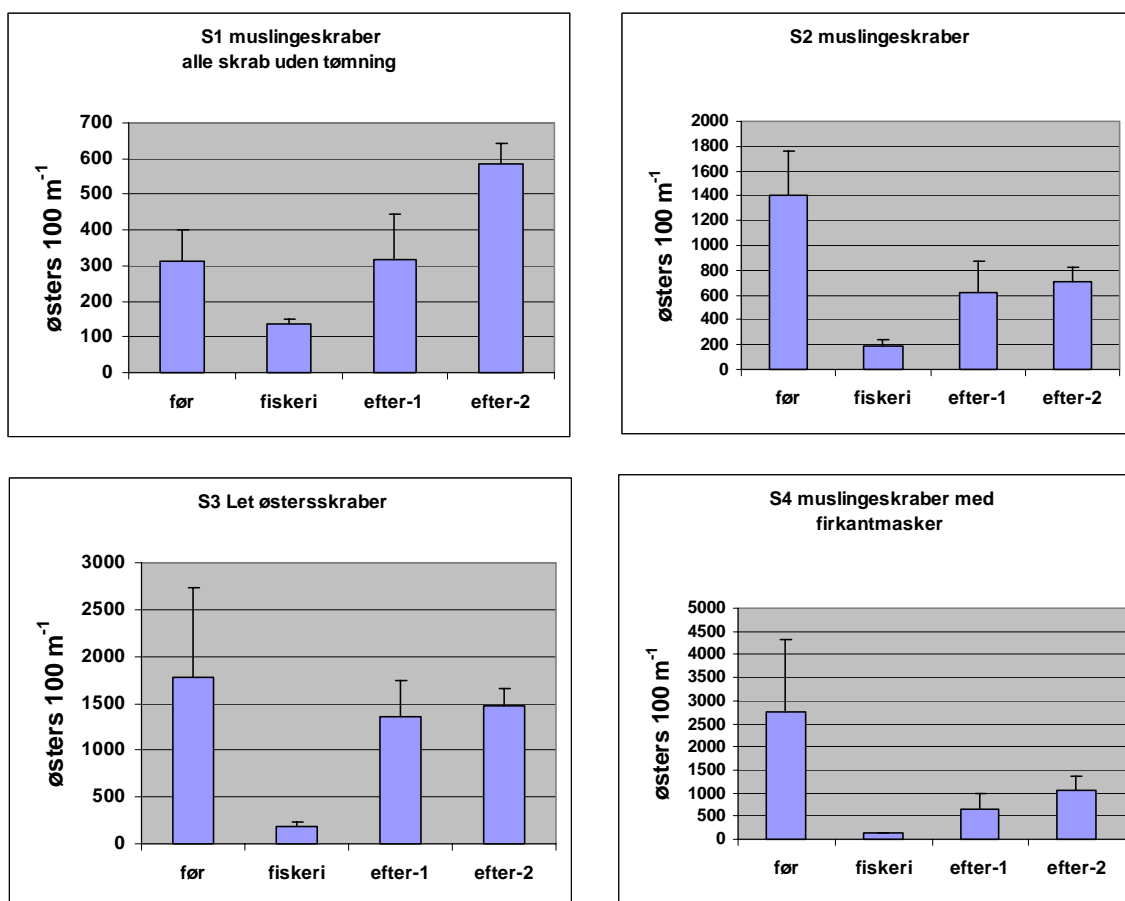 S1 muslingeskraber
alle skrab uden tømning
østers 100 m⁻¹
700
600
500
400
300
200
100
0
før fiskeri efter-1 efter-2
S2 muslingeskraber
østers 100 m⁻¹
2000
1800
1600
1400
1200
1000
800
600
400
200
0
før fiskeri efter-1 efter-2
S3 Let østersskraber
østers 100 m⁻¹
3000
2500
2000
1500
1000
500
0
før fiskeri efter-1 efter-2
S4 muslingeskraber med
firkantmasker
østers 100 m⁻¹
5000
4500
4000
3500
3000
2500
2000
1500
1000
500
0
før fiskeri efter-1 efter-2